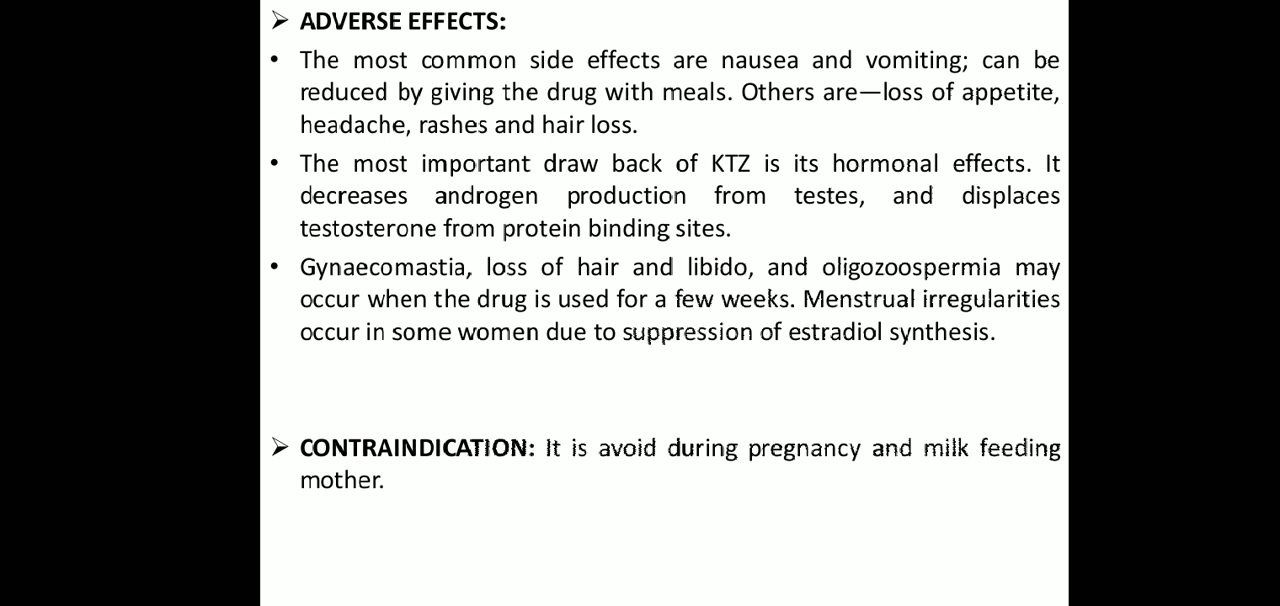 ➢ ADVERSE EFFECTS:
• The most common side effects are nausea and vomiting; can be
reduced by giving the drug with meals. Others are—loss of appetite,
headache, rashes and hair loss.
• The most important draw back of KTZ is its hormonal effects. It
decreases androgen production from testes, and displaces
testosterone from protein binding sites.
• Gynaecomastia, loss of hair and libido, and oligozoospermia may
occur when the drug is used for a few weeks. Menstrual irregularities
occur in some women due to suppression of estradiol synthesis.
➢ CONTRAINDICATION: It is avoid during pregnancy and milk feeding
mother.